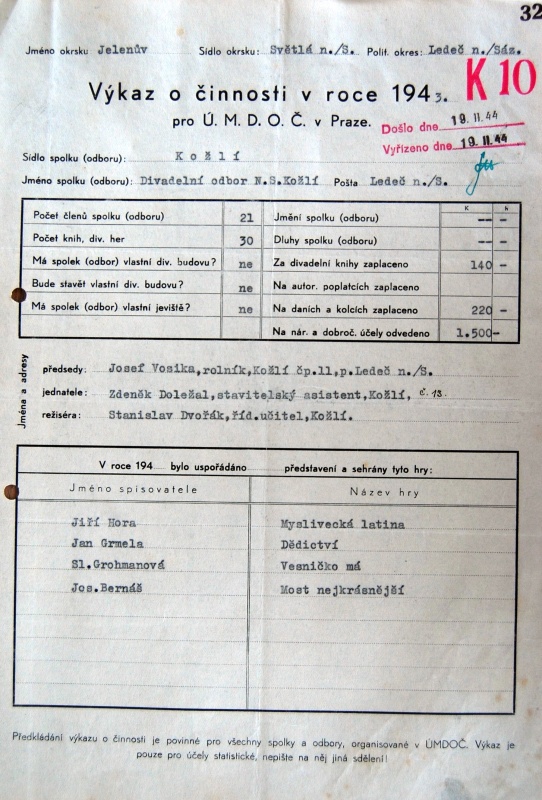 32
Jméno okrsku Jelenův Sídlo okrsku: Světlá n./S. Polit. okres: Ledeč n./Sáz.
K 10
Výkaz o činnosti v roce 1943.
pro Ú. M. D. O. Č. v Praze.
Došlo dne 19. II. 44
Vyřízeno dne 19. II. 44
Sídlo spolku (odboru): Kožlí
Jméno spolku (odboru): Divadelní odbor N.S.Kožlí Pošta Ledeč n./S.
K h
Počet členů spolku (odboru) 21 Jmění spolku (odboru) -- -
Počet knih, div. her 30 Dluhy spolku (odboru) -- -
Má spolek (odbor) vlastní div. budovu? ne Za divadelní knihy zaplaceno 140 -
Bude stavět vlastní div. budovu? ne Na autor. poplatcích zaplaceno
Má spolek (odbor) vlastní jeviště? ne Na daních a kolcích zaplaceno 220 -
Na nár. a dobroč. účely odvedeno 1.500-
Jména a adresy
předsedy: Josef Vosika,rolník,Kožlí čp.11,p.Ledeč n./S.
jednatele: Zdeněk Doležal,stavitelský asistent,Kožlí, č. 13.
režiséra: Stanislav Dvořák,říd.učitel,Kožlí.
V roce 194 bylo uspořádáno představení a sehrány tyto hry:
Jméno spisovatele Název hry
Jiří Hora Myslivecká latina
Jan Grmela Dědictví
Sl.Grohmanová Vesničko má
Jos.Bernáš Most nejkrásnější
Předkládání výkazu o činnosti je povinné pro všechny spolky a odbory, organisované v ÚMDOČ. Výkaz je
pouze pro účely statistické, nepište na něj jiná sdělení!